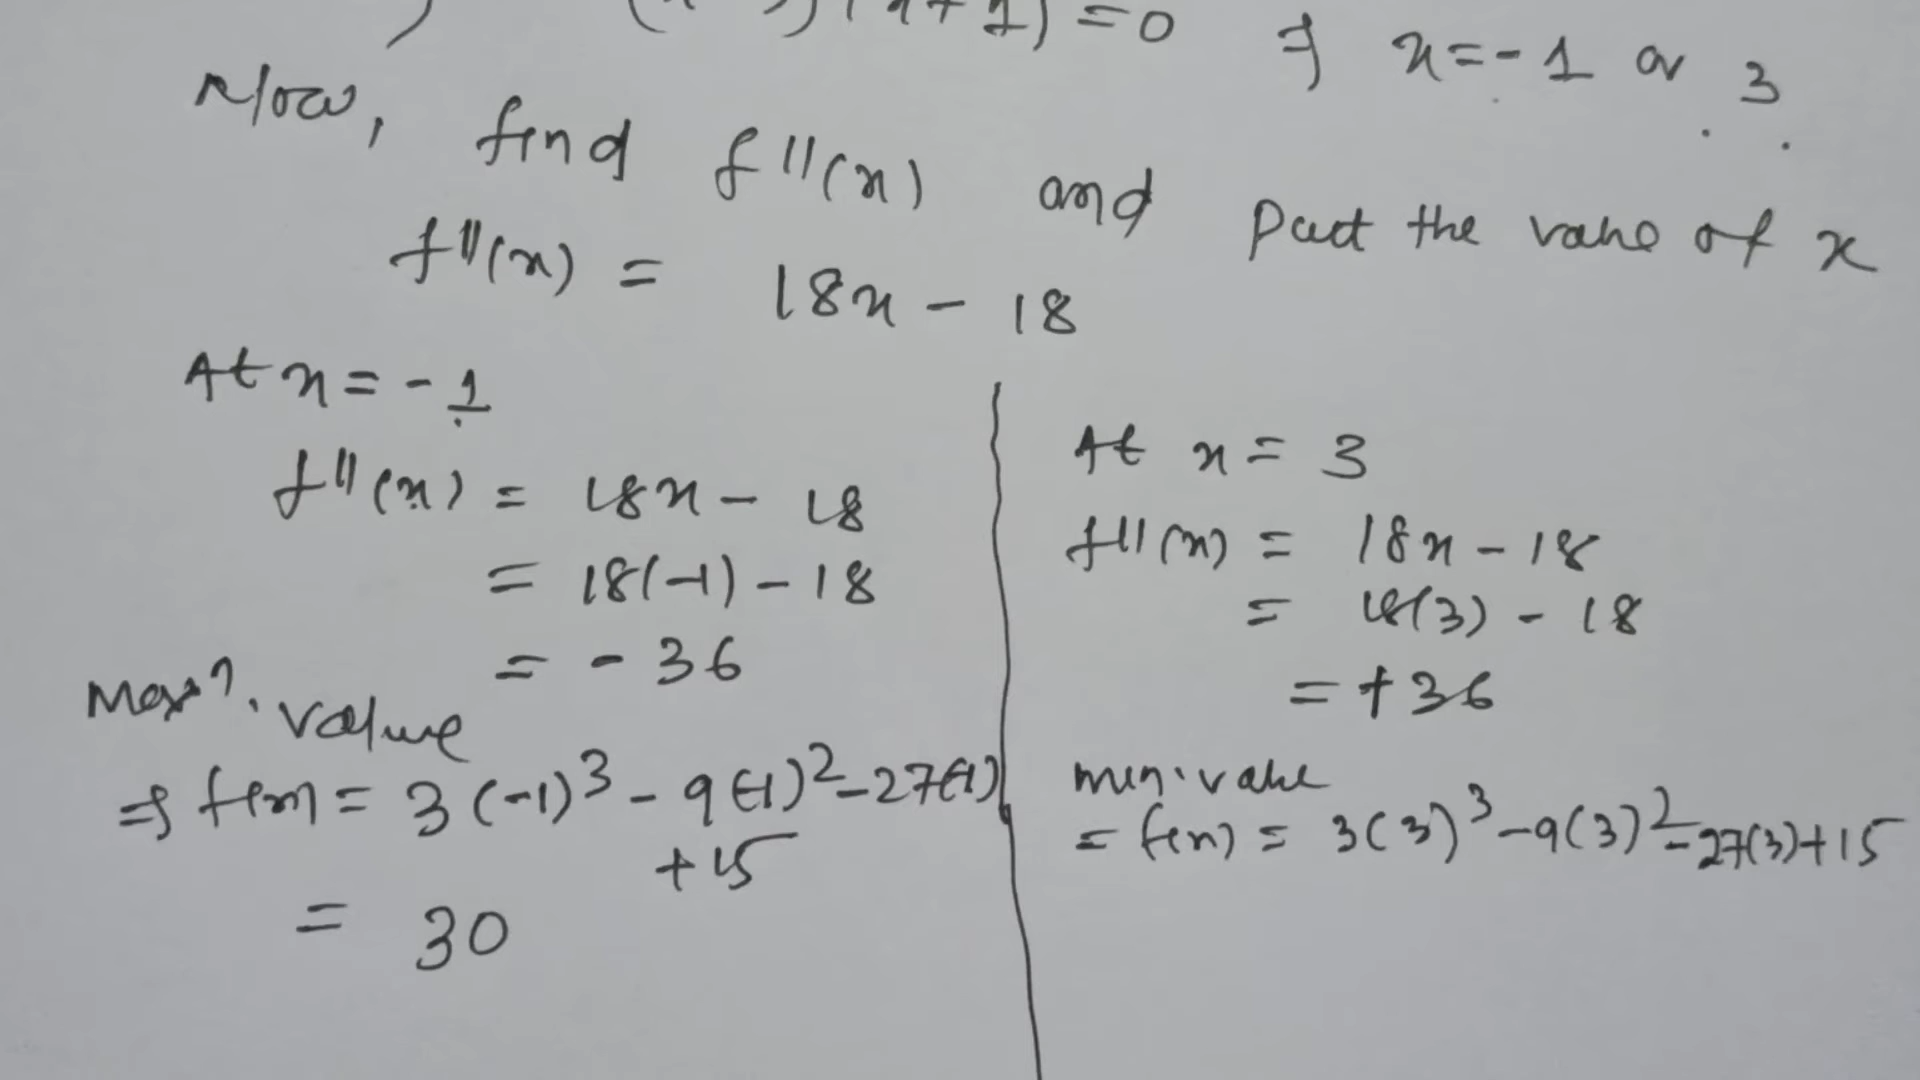 (x-3)(x+1)=0 ⇒ x=-1 or 3
Now, find f''(x) and Put the value of x
f''(x) = 18x - 18
At x = -1
f''(x) = 18x - 18
= 18(-1) - 18
= - 36
Max^m. value
⇒ f(x) = 3(-1)^3 - 9(-1)^2 - 27(-1)
+ 15
= 30
At x = 3
f''(x) = 18x - 18
= 18(3) - 18
= + 36
min. value
= f(x) = 3(3)^3 - 9(3)^2 - 27(3) + 15